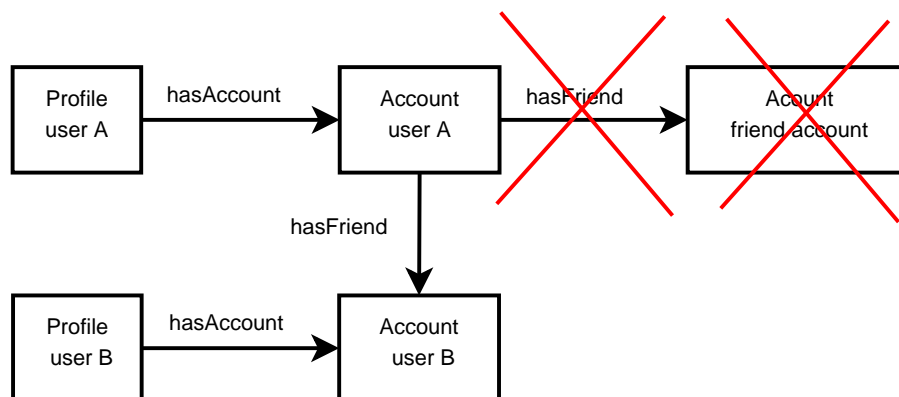 Profile
user A
hasAccount
Account
user A
hasFriend
Acount
friend account
hasFriend
Profile
user B
hasAccount
Account
user B